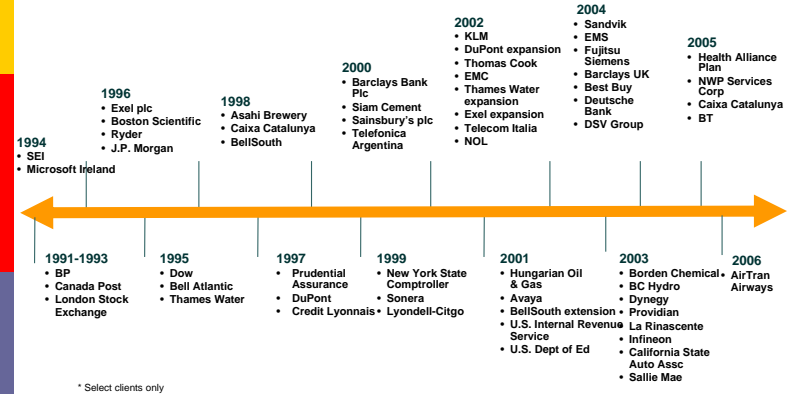 1994
• SEI
• Microsoft Ireland
1996
• Exel plc
• Boston Scientific
• Ryder
• J.P. Morgan
1998
• Asahi Brewery
• Caixa Catalunya
• BellSouth
2000
• Barclays Bank
Plc
• Siam Cement
• Sainsbury's plc
• Telefonica
Argentina
2002
• KLM
• DuPont expansion
• Thomas Cook
• EMC
• Thames Water
expansion
• Exel expansion
• Telecom Italia
• NOL
2004
• Sandvik
• EMS
• Fujitsu
Siemens
• Barclays UK
• Best Buy
• Deutsche
Bank
• DSV Group
2005
• Health Alliance
Plan
• NWP Services
Corp
• Caixa Catalunya
• BT
1991-1993
• BP
• Canada Post
• London Stock
Exchange
1995
• Dow
• Bell Atlantic
• Thames Water
1997
• Prudential
Assurance
• DuPont
• Credit Lyonnais
1999
• New York State
Comptroller
• Sonera
• Lyondell-Citgo
2001
• Hungarian Oil
& Gas
• Avaya
• BellSouth extension
• U.S. Internal Revenue
Service
• U.S. Dept of Ed
2003
• Borden Chemical
• BC Hydro
• Dynegy
• Providian
• La Rinascente
• Infineon
• California State
Auto Assc
• Sallie Mae
2006
• AirTran
Airways
* Select clients only